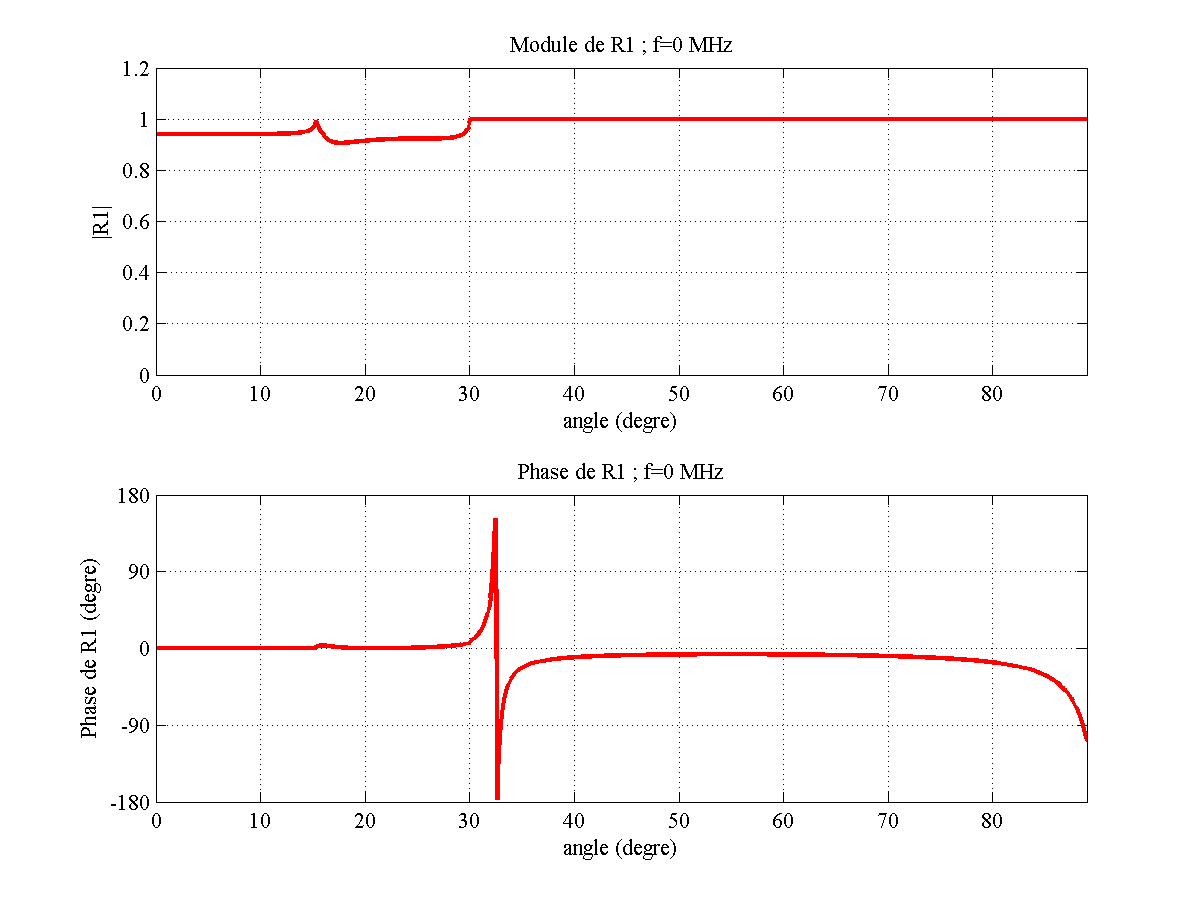 Module de R1 ; f=0 MHz
1.2
1
0.8
0.6
0.4
0.2
0
|R1|
0 10 20 30 40 50 60 70 80
angle (degre)
Phase de R1 ; f=0 MHz
180
90
0
-90
-180
Phase de R1 (degre)
0 10 20 30 40 50 60 70 80
angle (degre)